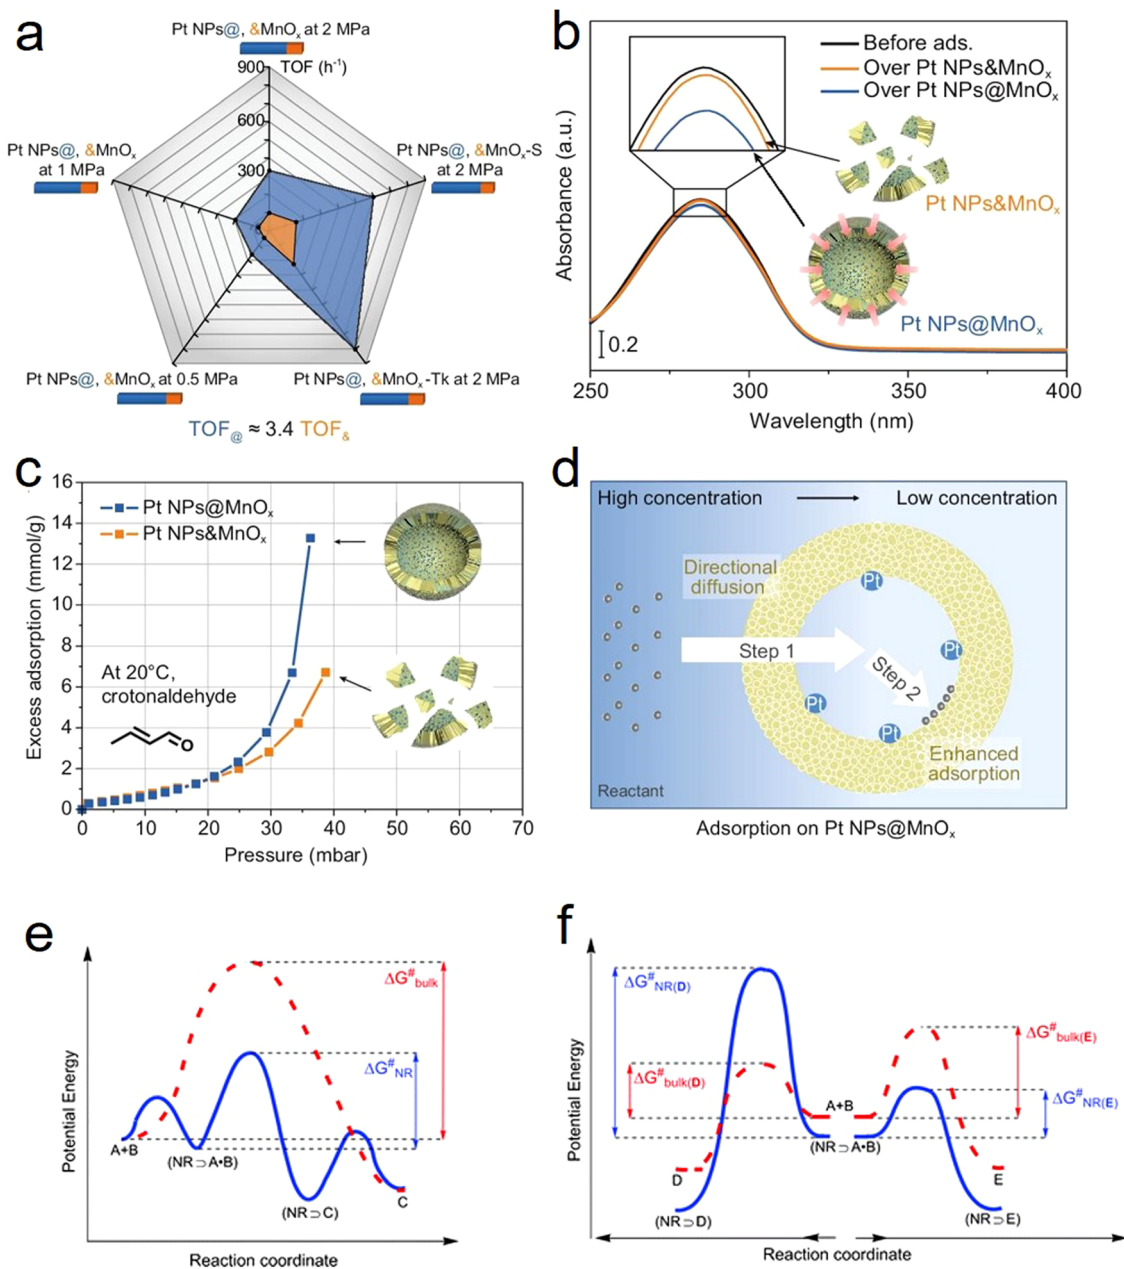 a
Pt NPs@, &MnOx at 2 MPa
900
TOF (h-1)
600
300
Pt NPs@, &MnOx
at 1 MPa
Pt NPs@, &MnOx-S
at 2 MPa
Pt NPs@, &MnOx at 0.5 MPa
Pt NPs@, &MnOx-Tk at 2 MPa
TOF@ ≈ 3.4 TOF&
b
Before ads.
Over Pt NPs&MnOx
Over Pt NPs@MnOx
Absorbance (a.u.)
Pt NPs&MnOx
Pt NPs@MnOx
0.2
250 300 350 400
Wavelength (nm)
c
16
14
12
10
8
6
4
2
0
Excess adsorption (mmol/g)
Pt NPs@MnOx
Pt NPs&MnOx
At 20°C,
crotonaldehyde
O
0 10 20 30 40 50 60 70
Pressure (mbar)
d
High concentration
Low concentration
Directional
diffusion
Pt
Step 1
Pt
Step 2
Pt
Pt
Enhanced
adsorption
Reactant
Adsorption on Pt NPs@MnOx
e
ΔG#bulk
ΔG#NR
Potential Energy
A+B
(NR⊃A•B)
(NR⊃C)
C
Reaction coordinate
f
ΔG#NR(D)
ΔG#bulk(E)
ΔG#bulk(D)
ΔG#NR(E)
Potential Energy
A+B
(NR⊃A•B)
D
E
(NR⊃D)
(NR⊃E)
Reaction coordinate